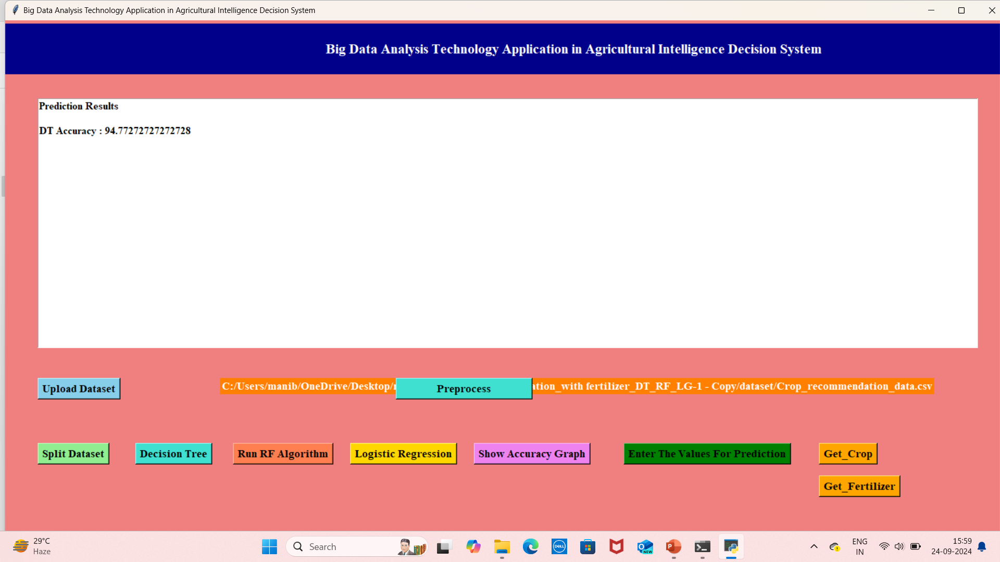 Big Data Analysis Technology Application in Agricultural Intelligence Decision System
Big Data Analysis Technology Application in Agricultural Intelligence Decision System
Prediction Results
DT Accuracy : 94.77272727272728
Upload Dataset
C:/Users/manib/OneDrive/Desktop/
Preprocess
ation_with fertilizer_DT_RF_LG-1 - Copy/dataset/Crop_recommendation_data.csv
Split Dataset
Decision Tree
Run RF Algorithm
Logistic Regression
Show Accuracy Graph
Enter The Values For Prediction
Get_Crop
Get_Fertilizer
29°C
Haze
Search
DELL
NEW
P
ENG
IN
15:59
24-09-2024